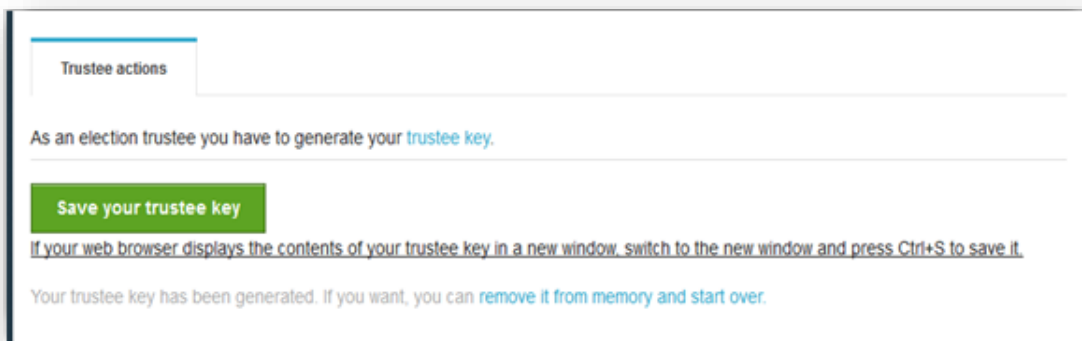 Trustee actions
As an election trustee you have to generate your trustee key.
Save your trustee key
If your web browser displays the contents of your trustee key in a new window, switch to the new window and press Ctrl+S to save it.
Your trustee key has been generated. If you want, you can remove it from memory and start over.